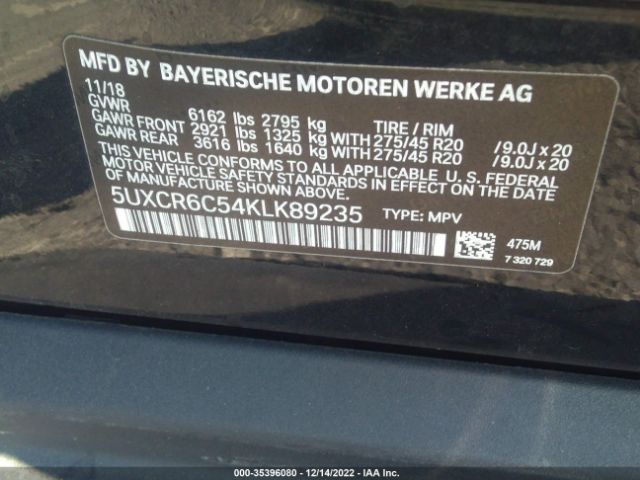 MFD BY BAYERISCHE MOTOREN WERKE AG
11/18
GVWR 6162 lbs 2795 kg TIRE / RIM
GAWR FRONT 2921 lbs 1325 kg WITH 275/45 R20 /9.0J x 20
GAWR REAR 3616 lbs 1640 kg WITH 275/45 R20 /9.0J x 20
THIS VEHICLE CONFORMS TO ALL APPLICABLE U. S. FEDERAL
MOTOR VEHICLE SAFETY STANDARDS IN EFFECT ON THE
DATE OF MANUFACTURE SHOWN ABOVE.
5UXCR6C54KLK89235 TYPE: MPV
475M
7 320 729
000-35396080 - 12/14/2022 - IAA Inc.